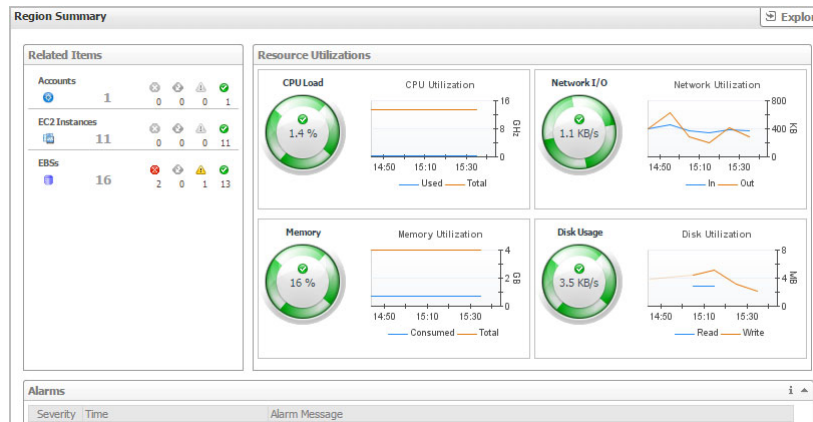 Region Summary
Explor
Related Items
Accounts
1
0 0 0 1
EC2 Instances
11
0 0 0 11
EBSs
16
2 0 1 13
Resource Utilizations
CPU Load
1.4 %
CPU Utilization
16
8
0
GHz
14:50 15:10 15:30
Used Total
Network I/O
1.1 KB/s
Network Utilization
800
400
0
KB
14:50 15:10 15:30
In Out
Memory
16 %
Memory Utilization
4
2
0
GB
14:50 15:10 15:30
Consumed Total
Disk Usage
3.5 KB/s
Disk Utilization
8
4
0
MB
14:50 15:10 15:30
Read Write
Alarms
i
Severity Time Alarm Message